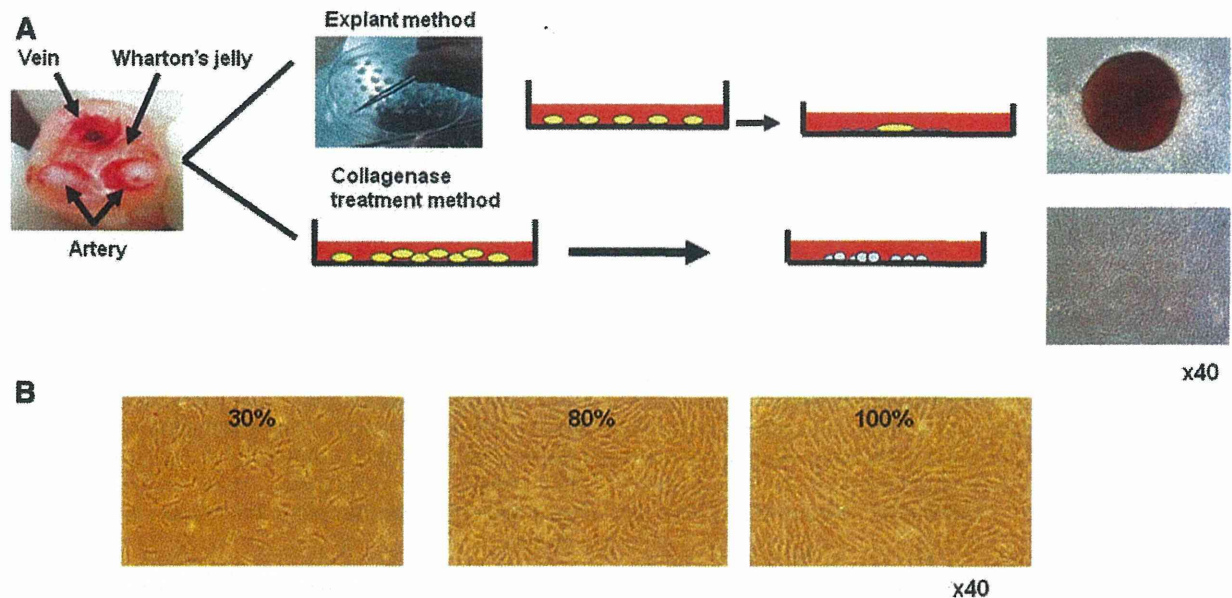 A
Explant method
Vein
Wharton's jelly
Collagenase
treatment method
Artery
x40
B
30%
80%
100%
x40